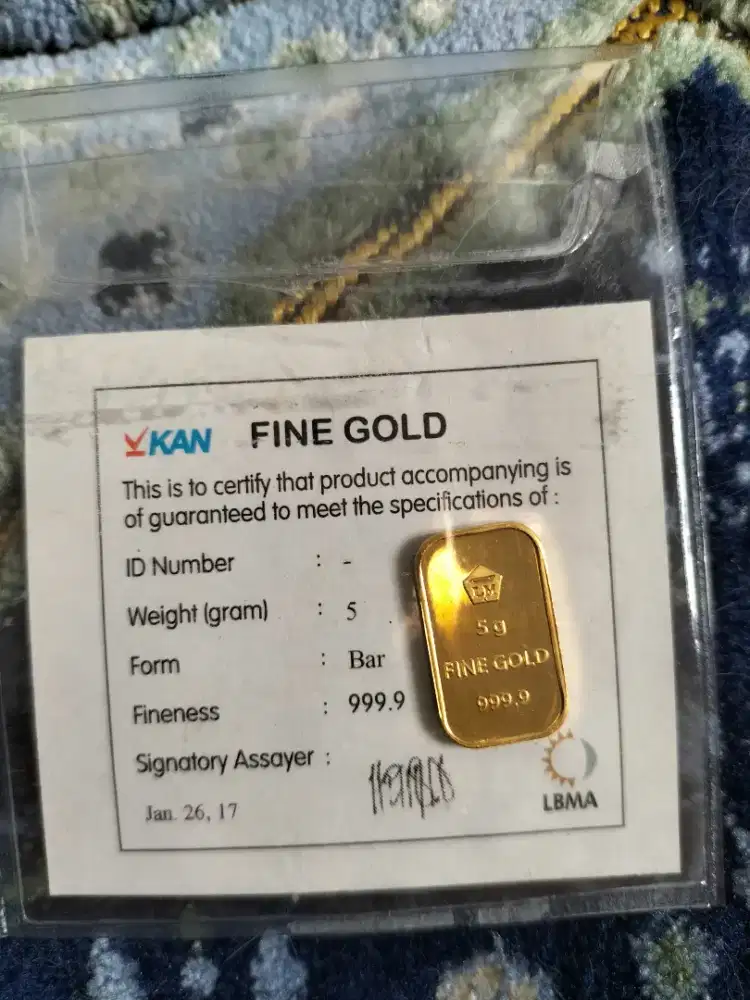 KAN FINE GOLD
This is to certify that product accompanying is
of guaranteed to meet the specifications of :
ID Number : -
Weight (gram) : 5
Form : Bar
Fineness : 999.9
Signatory Assayer :
Jan. 26, 17
LM
5 g
FINE GOLD
999,9
LBMA